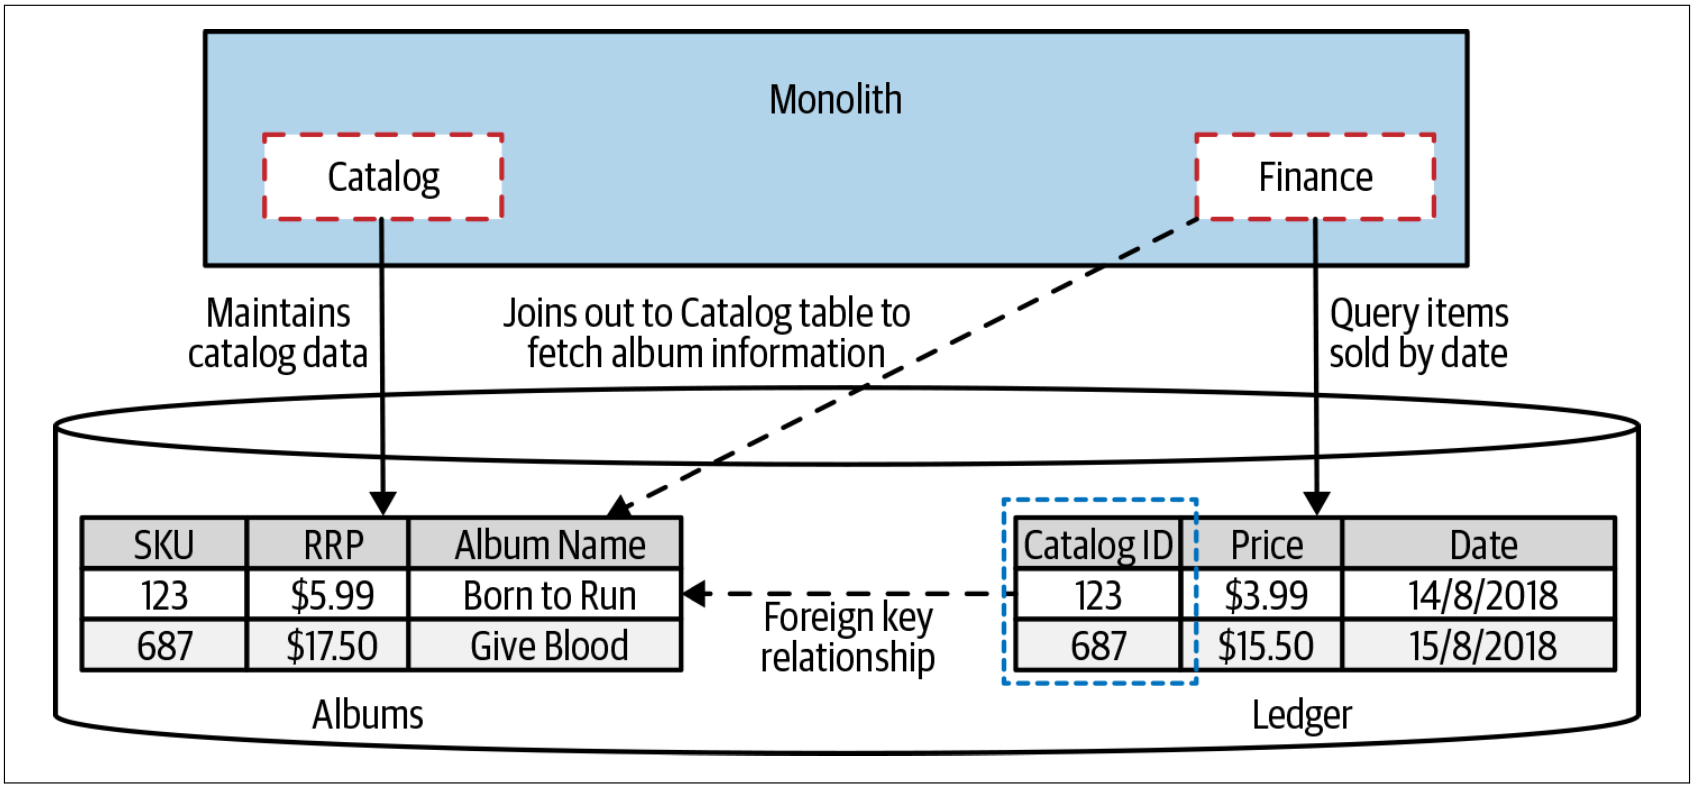 Monolith
Catalog
Finance
Maintains
catalog data
Joins out to Catalog table to
fetch album information
Query items
sold by date
SKU RRP Album Name
123 $5.99 Born to Run
687 $17.50 Give Blood
Albums
Foreign key
relationship
Catalog ID Price Date
123 $3.99 14/8/2018
687 $15.50 15/8/2018
Ledger